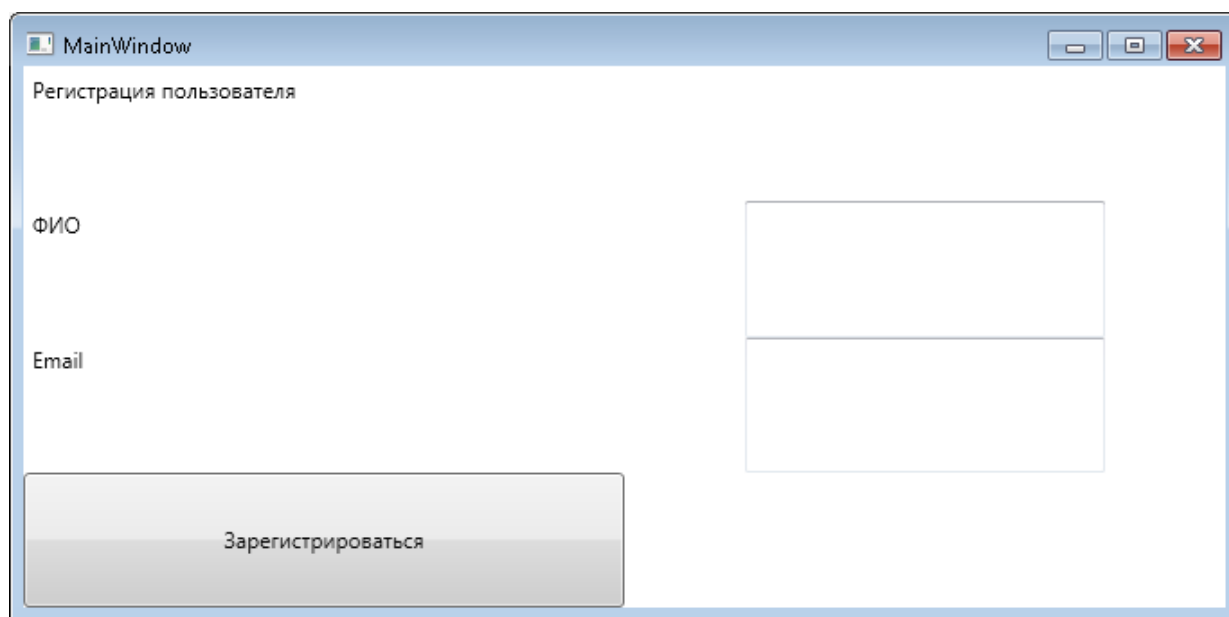 MainWindow
Регистрация пользователя
ФИО
Email
Зарегистрироваться